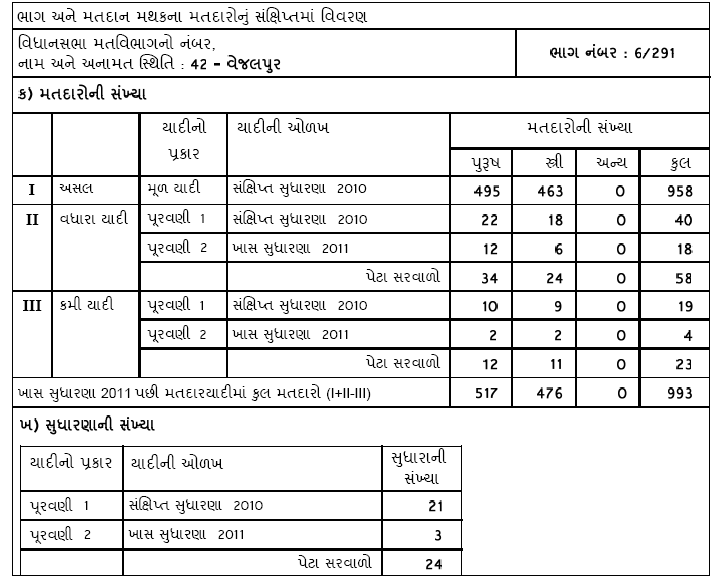 ભાગ અને મતદાન મથકના મતદારોનું સંક્ષિપ્તમાં વિવરણ
વિધાનસભા મતવિભાગનો નંબર,
નામ અને અનામત સ્થિતિ : 42 - વેજલપુર
ભાગ નંબર : 6/291
ક) મતદારોની સંખ્યા
યાદીનો પ્રકાર યાદીની ઓળખ મતદારોની સંખ્યા
પુરૂષ સ્ત્રી અન્ય કુલ
I અસલ મૂળ યાદી સંક્ષિપ્ત સુધારણા 2010 495 463 0 958
II વધારા યાદી પૂરવણી 1 સંક્ષિપ્ત સુધારણા 2010 22 18 0 40
પૂરવણી 2 ખાસ સુધારણા 2011 12 6 0 18
પેટા સરવાળો 34 24 0 58
III કમી યાદી પૂરવણી 1 સંક્ષિપ્ત સુધારણા 2010 10 9 0 19
પૂરવણી 2 ખાસ સુધારણા 2011 2 2 0 4
પેટા સરવાળો 12 11 0 23
ખાસ સુધારણા 2011 પછી મતદારયાદીમાં કુલ મતદારો (I+II-III) 517 476 0 993
ખ) સુધારણાની સંખ્યા
યાદીનો પ્રકાર યાદીની ઓળખ સુધારાની સંખ્યા
પૂરવણી 1 સંક્ષિપ્ત સુધારણા 2010 21
પૂરવણી 2 ખાસ સુધારણા 2011 3
પેટા સરવાળો 24